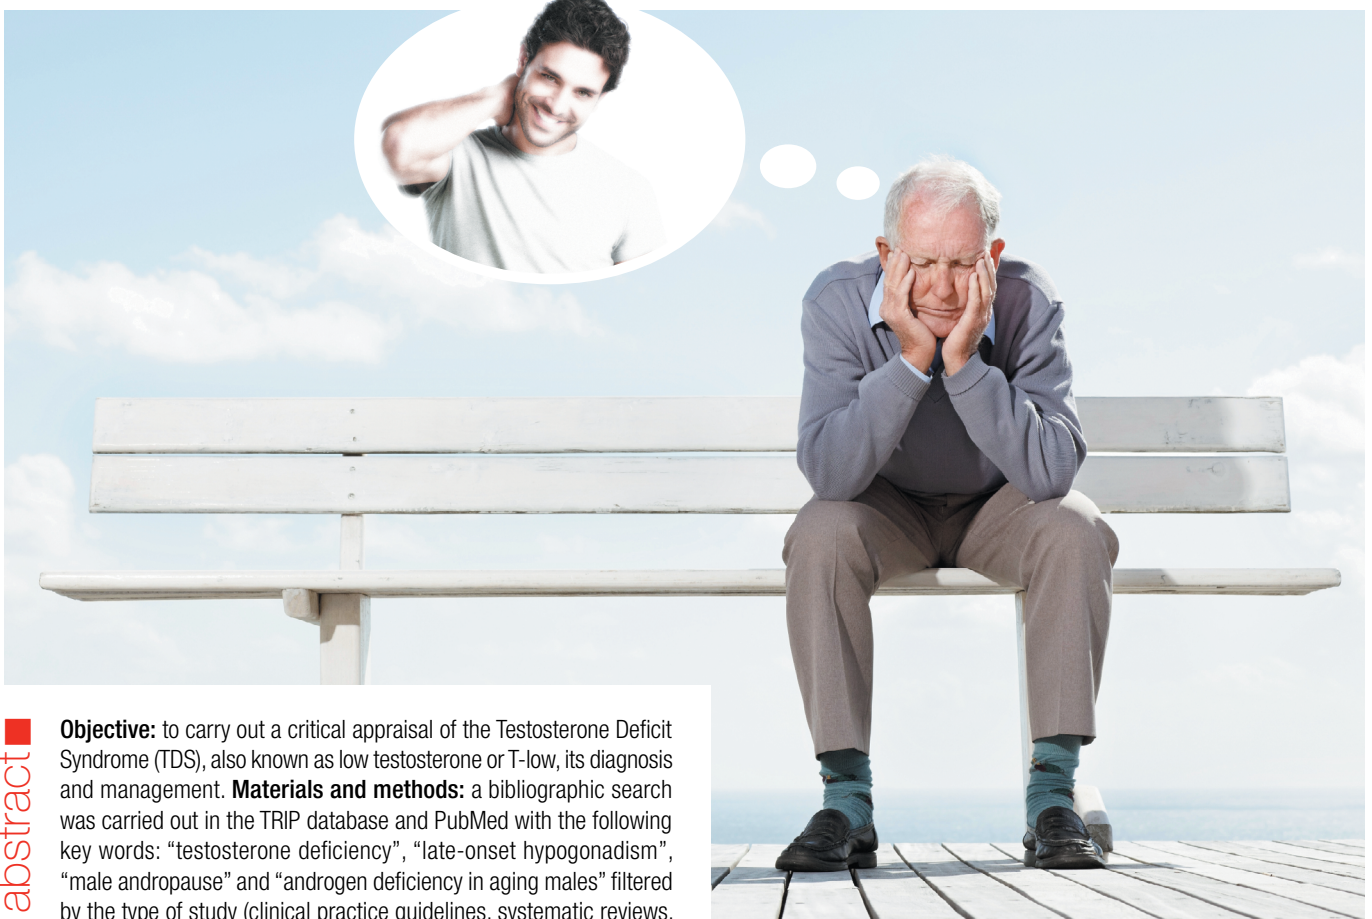 abstract
Objective: to carry out a critical appraisal of the Testosterone Deficit
Syndrome (TDS), also known as low testosterone or T-low, its diagnosis
and management. Materials and methods: a bibliographic search
was carried out in the TRIP database and PubMed with the following
key words: “testosterone deficiency”, “late-onset hypogonadism”,
“male andropause” and “androgen deficiency in aging males” filtered
by the type of study (clinical practice guidelines, systematic reviews,